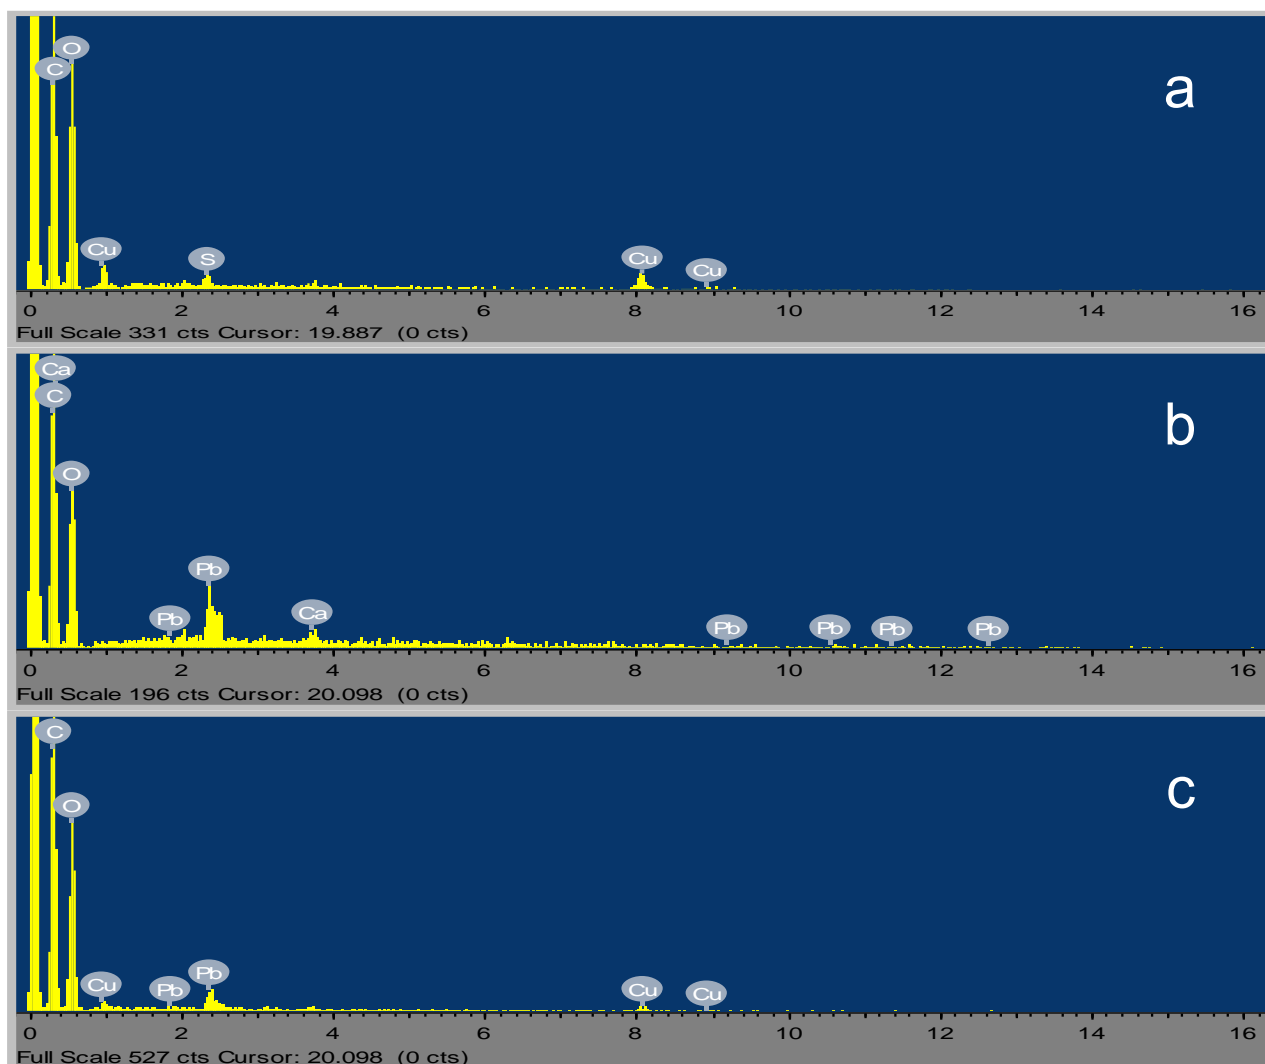 a
O
C
Cu
S
Cu
Cu
0 2 4 6 8 10 12 14 16
Full Scale 331 cts Cursor: 19.887 (0 cts)
b
Ca
C
O
Pb
Pb
Ca
Pb
Pb
Pb
Pb
0 2 4 6 8 10 12 14 16
Full Scale 196 cts Cursor: 20.098 (0 cts)
c
C
O
Cu
Pb
Pb
Cu
Cu
0 2 4 6 8 10 12 14 16
Full Scale 527 cts Cursor: 20.098 (0 cts)